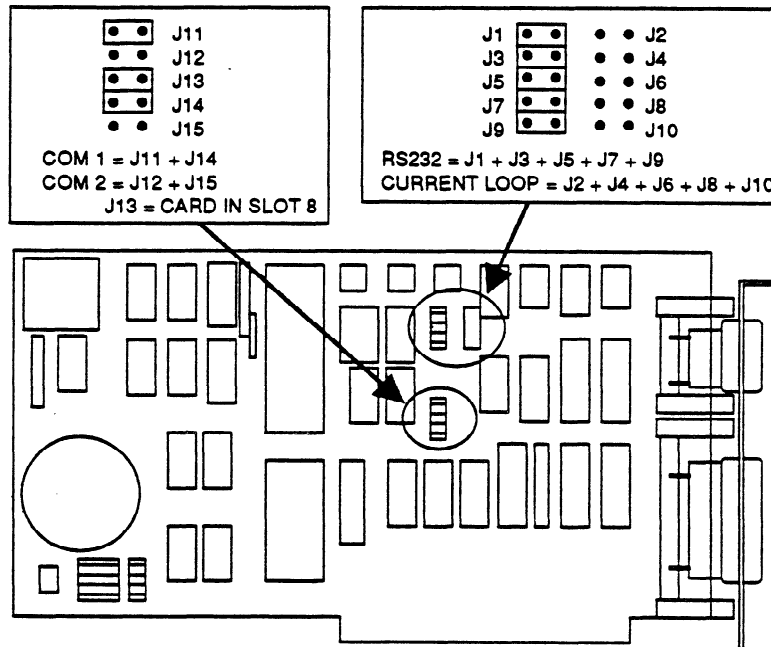 J11
J12
J13
J14
J15
COM 1 = J11 + J14
COM 2 = J12 + J15
J13 = CARD IN SLOT 8
J1 J2
J3 J4
J5 J6
J7 J8
J9 J10
RS232 = J1 + J3 + J5 + J7 + J9
CURRENT LOOP = J2 + J4 + J6 + J8 + J10